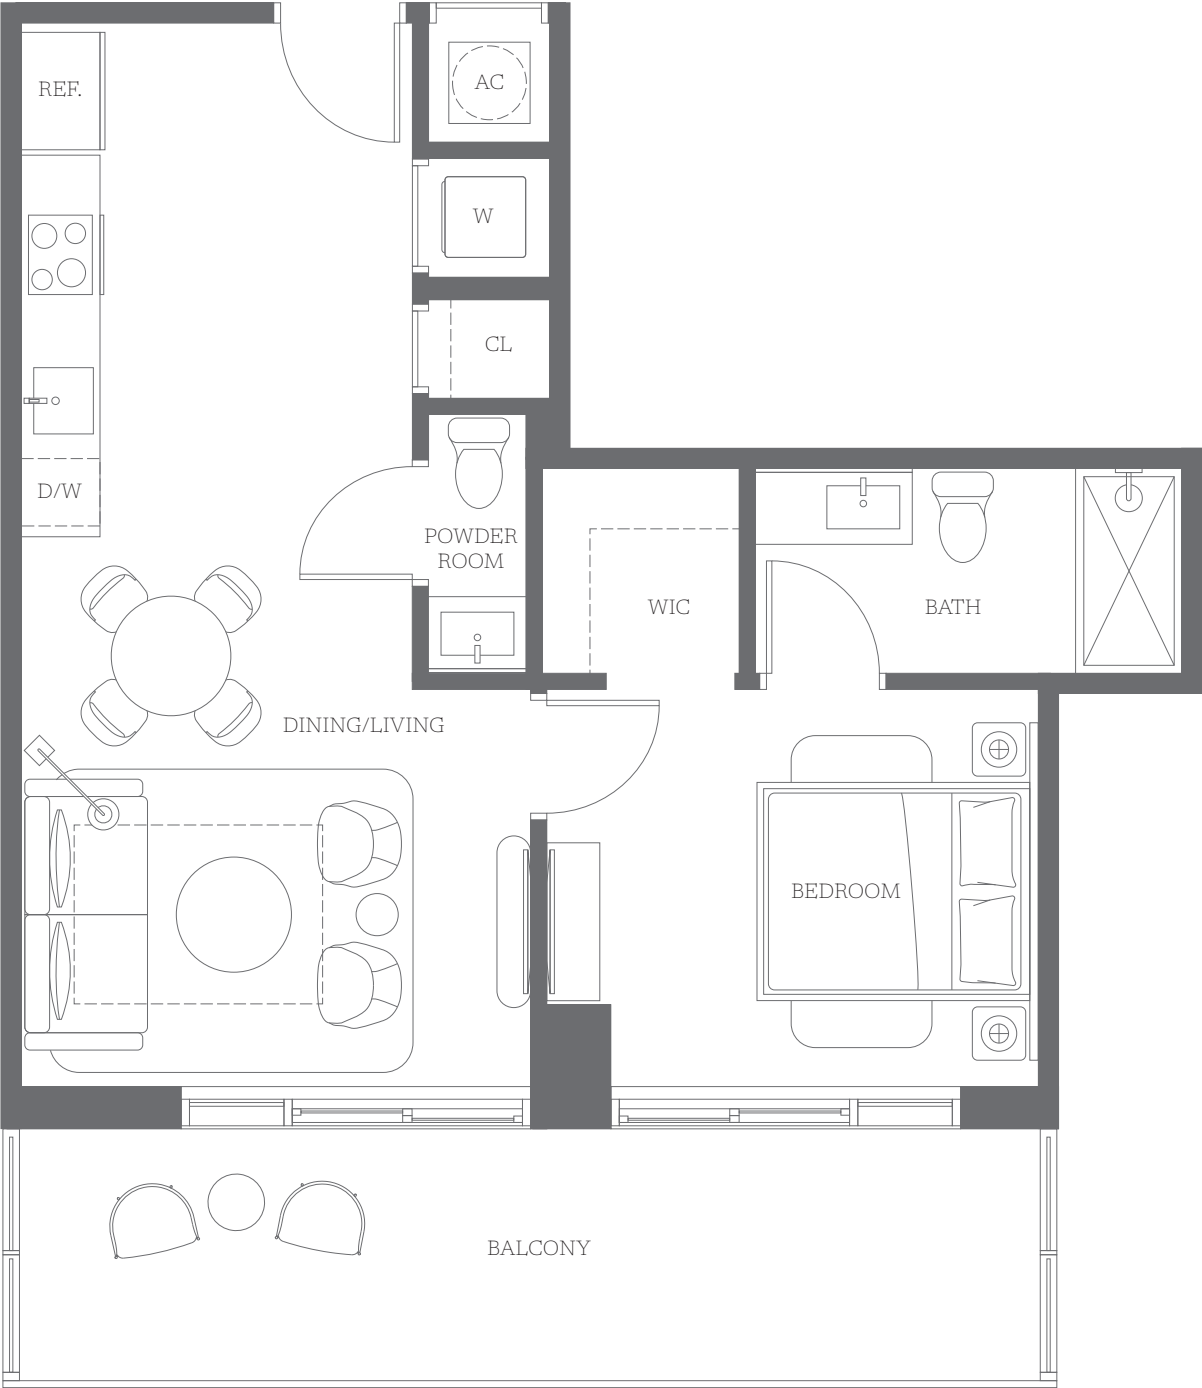 REF.
AC
W
CL
D/W
POWDER
ROOM
WIC
BATH
DINING/LIVING
BEDROOM
BALCONY